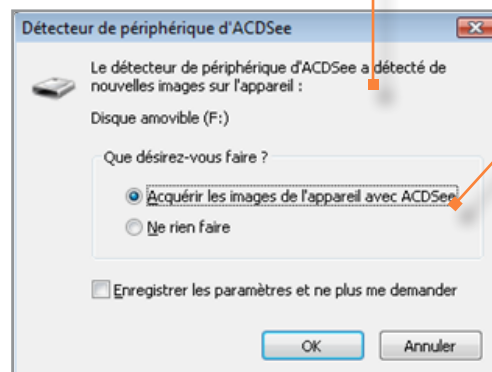 Détecteur de périphérique d'ACDSee
Le détecteur de périphérique d'ACDSee a détecté de
nouvelles images sur l'appareil :
Disque amovible (F:)
Que désirez-vous faire ?
Acquérir les images de l'appareil avec ACDSee
Ne rien faire
Enregistrer les paramètres et ne plus me demander
OK Annuler